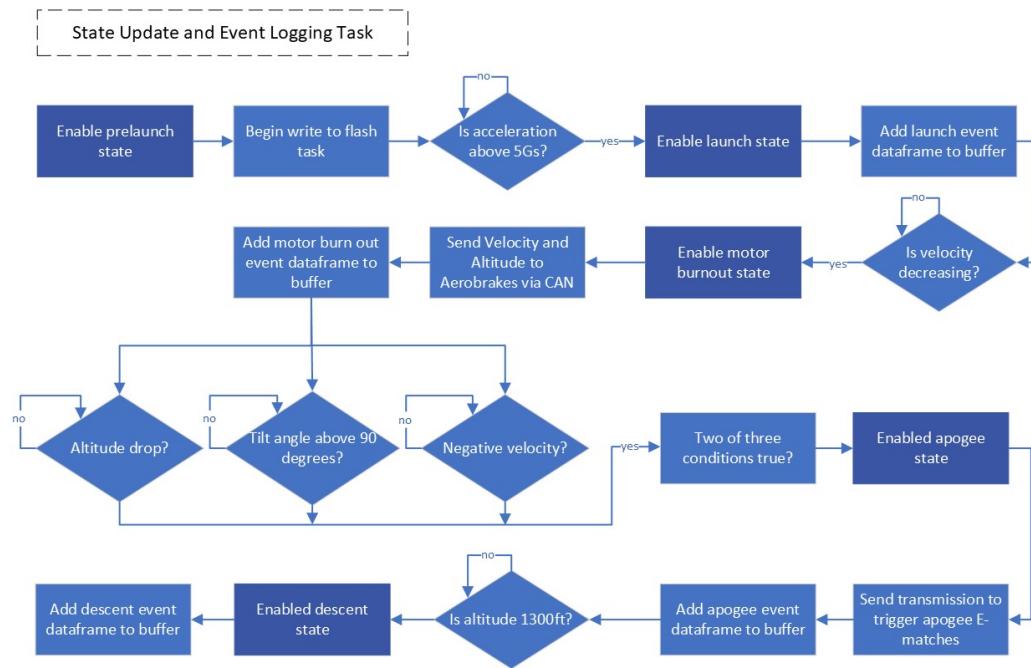 State Update and Event Logging Task
no
Enable prelaunch
state
Begin write to flash
task
Is acceleration
above 5Gs?
yes
Enable launch state
Add launch event
dataframe to buffer
no
Is velocity
decreasing?
yes
Enable motor
burnout state
Send Velocity and
Altitude to
Aerobrakes via CAN
Add motor burn out
event dataframe to
buffer
no
Altitude drop?
no
Tilt angle above 90
degrees?
no
Negative velocity?
yes
Two of three
conditions true?
Enabled apogee
state
Send transmission to
trigger apogee E-
matches
Add apogee event
dataframe to buffer
no
Is altitude 1300ft?
Enabled descent
state
Add descent event
dataframe to buffer